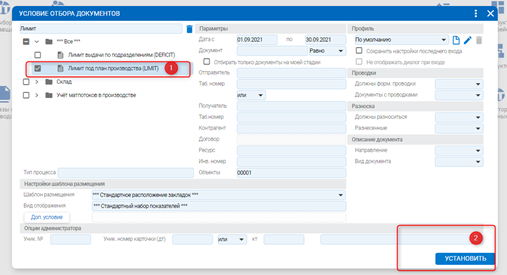 УСЛОВИЕ ОТБОРА ДОКУМЕНТОВ
Лимит
*** Все ***
Лимит выдачи по подразделениям (DEFICIT)
Лимит под план производства (LIMIT)
1
Склад
Учёт матпотоков в производстве
Тип процесса
Параметры
Дата с 01.09.2021 по 30.09.2021
Документ Равно
Отбирать только документы на моей стадии
Отправитель
Таб. номер
или
Получатель
Таб.номер
Контрагент
Договор
Ресурс
Инв. номер
Объекты 00001
Профиль
По умолчанию
Сохранить настройки последнего входа
Не отображать диалог при входе
Проводки
Должны форм. проводки
Документы с проводками
Разноска
Должны разноситься
Разнесенные
Описание документа
Направление
Вид документа
Настройки шаблона размещения
Шаблон размещения *** Стандартное расположение закладок ***
Вид отображения *** Стандартный набор показателей ***
Доп. условие
Опции администратора
Уник. № Уник. номер карточки (дт) или кт
2
УСТАНОВИТЬ